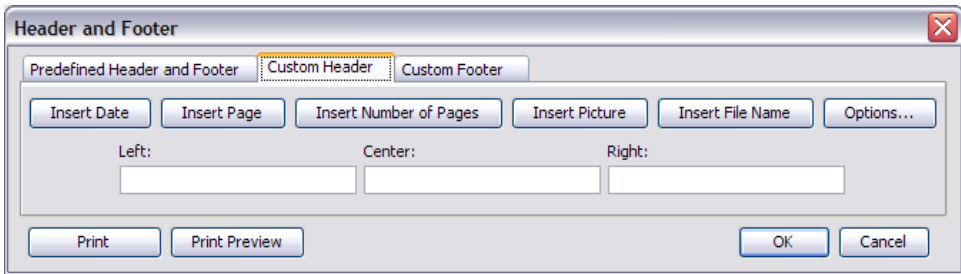 Header and Footer
Predefined Header and Footer Custom Header Custom Footer
Insert Date Insert Page Insert Number of Pages Insert Picture Insert File Name Options...
Left: Center: Right:
Print Print Preview OK Cancel